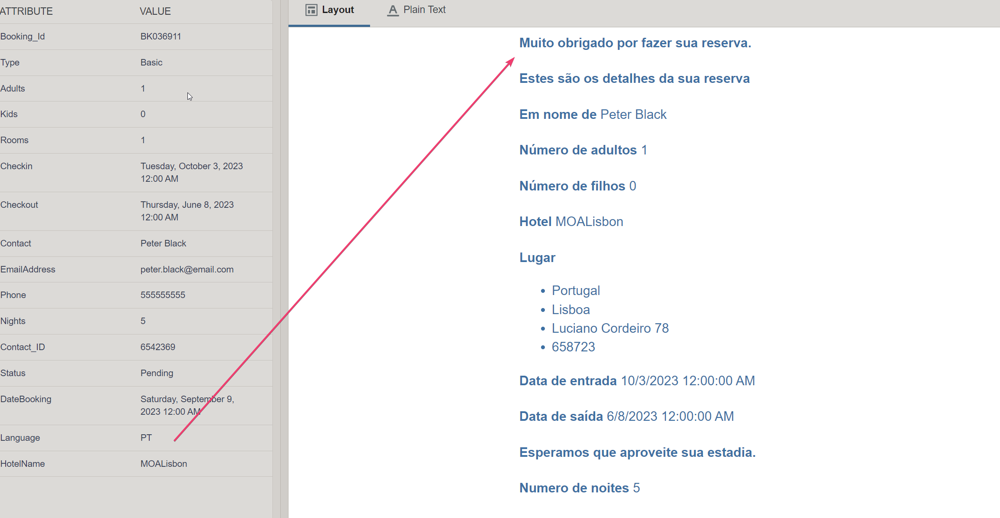 ATTRIBUTE VALUE
Booking_Id BK036911
Type Basic
Adults 1
Kids 0
Rooms 1
Checkin Tuesday, October 3, 2023
12:00 AM
Checkout Thursday, June 8, 2023
12:00 AM
Contact Peter Black
EmailAddress peter.black@email.com
Phone 555555555
Nights 5
Contact_ID 6542369
Status Pending
DateBooking Saturday, September 9,
2023 12:00 AM
Language PT
HotelName MOALisbon
Layout A Plain Text
Muito obrigado por fazer sua reserva.
Estes são os detalhes da sua reserva
Em nome de Peter Black
Número de adultos 1
Número de filhos 0
Hotel MOALisbon
Lugar
• Portugal
• Lisboa
• Luciano Cordeiro 78
• 658723
Data de entrada 10/3/2023 12:00:00 AM
Data de saída 6/8/2023 12:00:00 AM
Esperamos que aproveite sua estadia.
Numero de noites 5